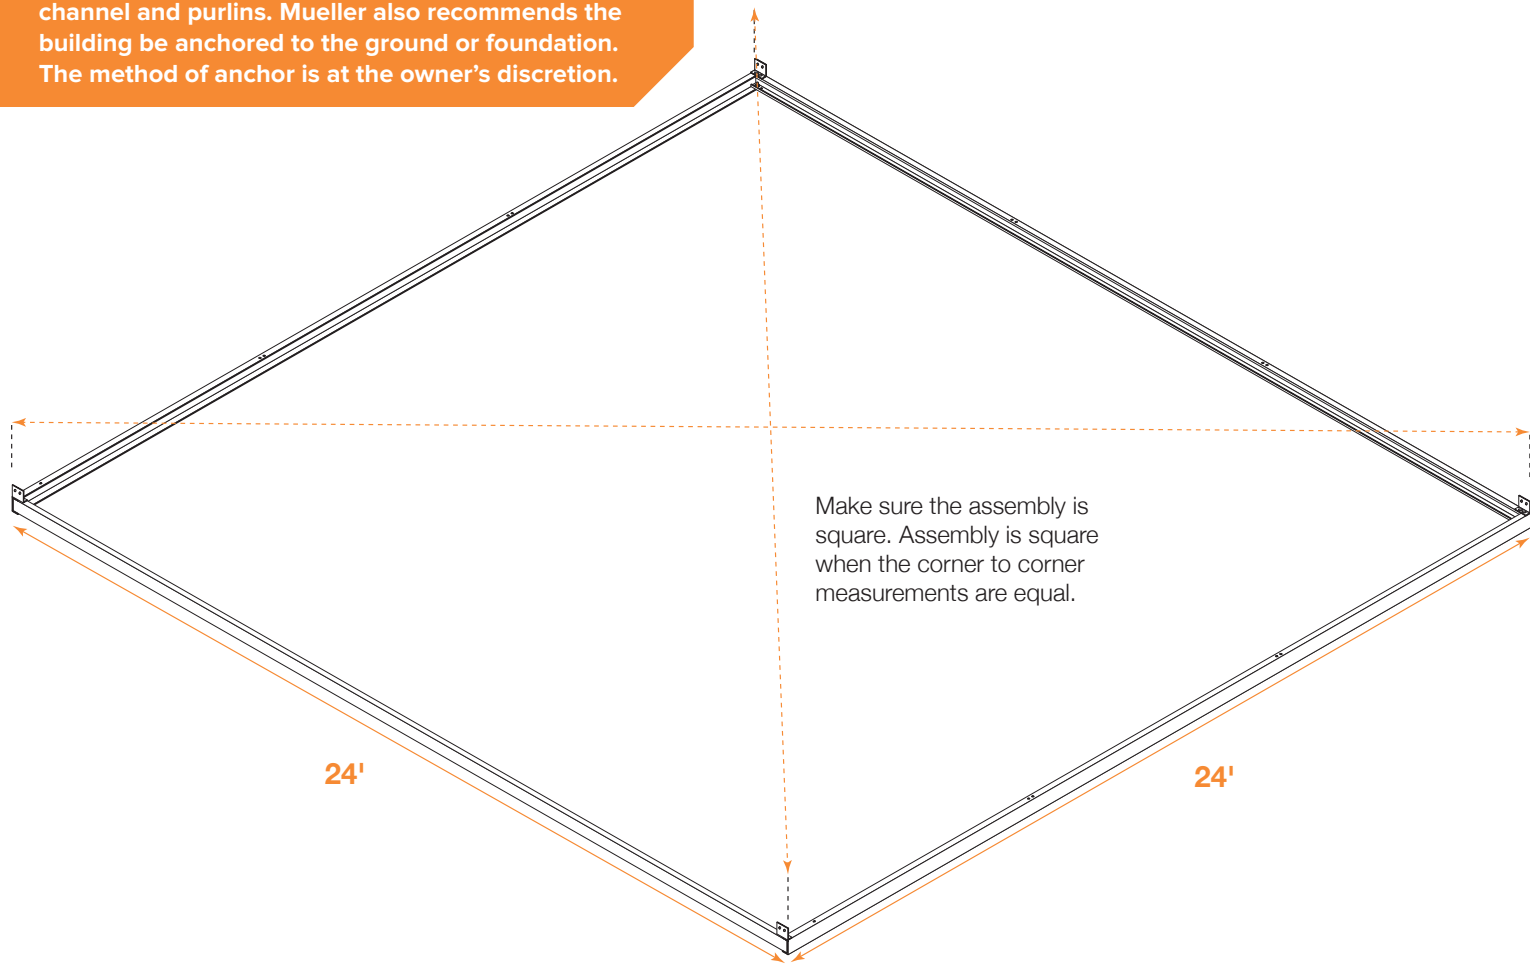 channel and purlins. Mueller also recommends the
building be anchored to the ground or foundation.
The method of anchor is at the owner’s discretion.
Make sure the assembly is
square. Assembly is square
when the corner to corner
measurements are equal.
24'
24'